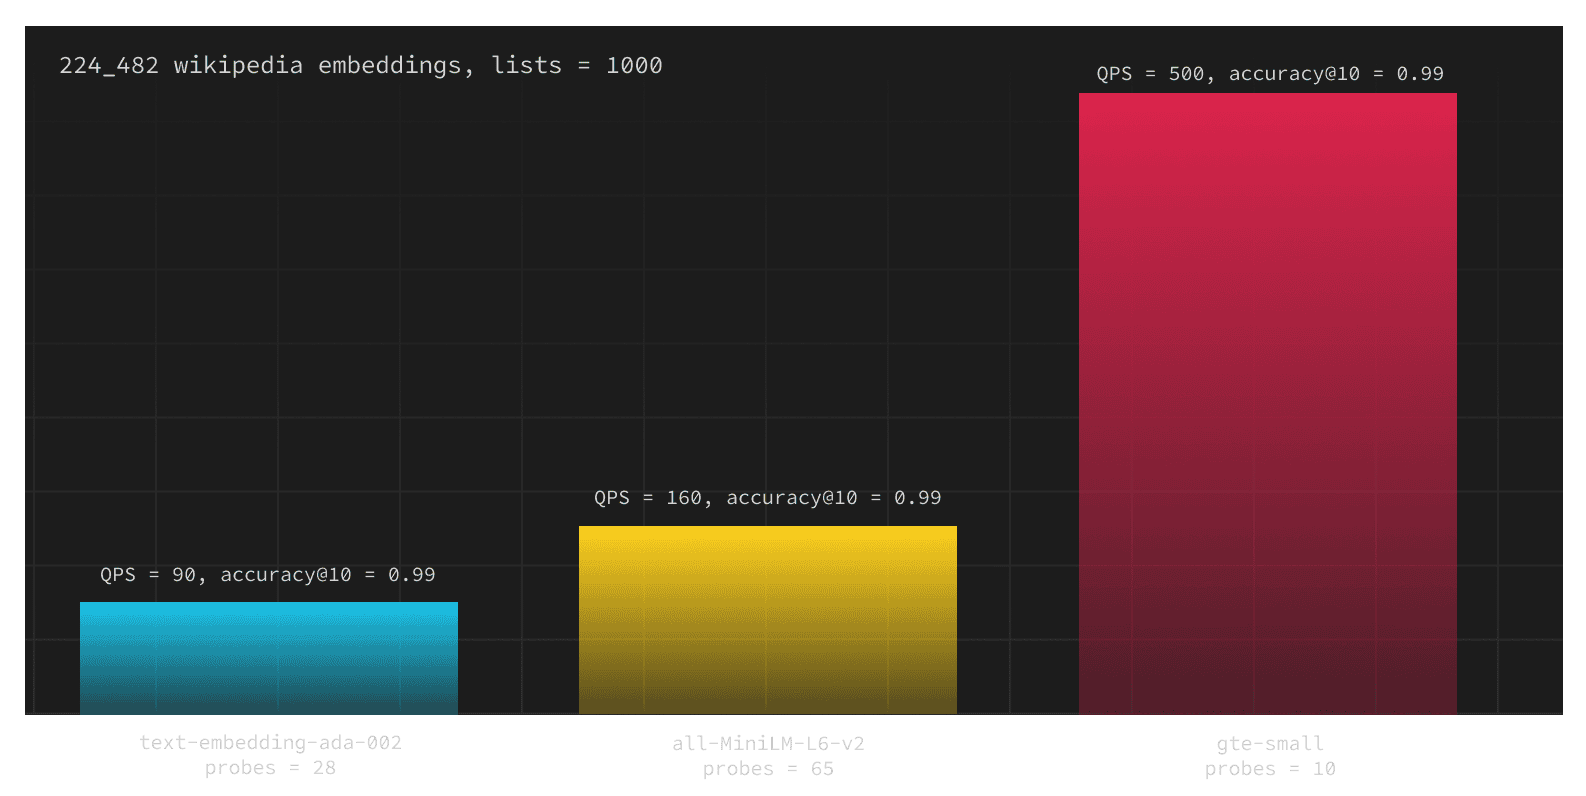 224_482 wikipedia embeddings, lists = 1000
QPS = 500, accuracy@10 = 0.99
QPS = 160, accuracy@10 = 0.99
QPS = 90, accuracy@10 = 0.99
text-embedding-ada-002
probes = 28
all-MiniLM-L6-v2
probes = 65
gte-small
probes = 10